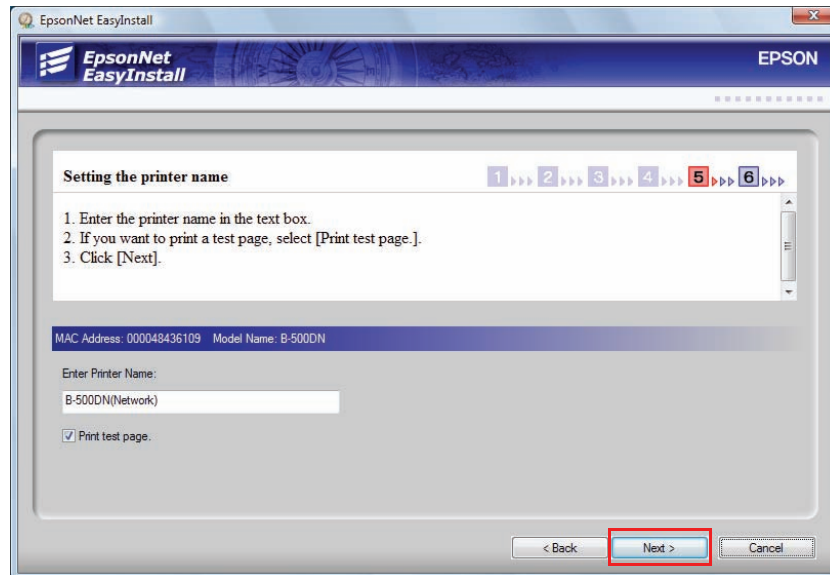 EpsonNet EasyInstall
EpsonNet
EasyInstall
EPSON
Setting the printer name
1 2 3 4 5 6
1. Enter the printer name in the text box.
2. If you want to print a test page, select [Print test page.].
3. Click [Next].
MAC Address: 000048436109 Model Name: B-500DN
Enter Printer Name:
B-500DN(Network)
Print test page.
< Back Next > Cancel